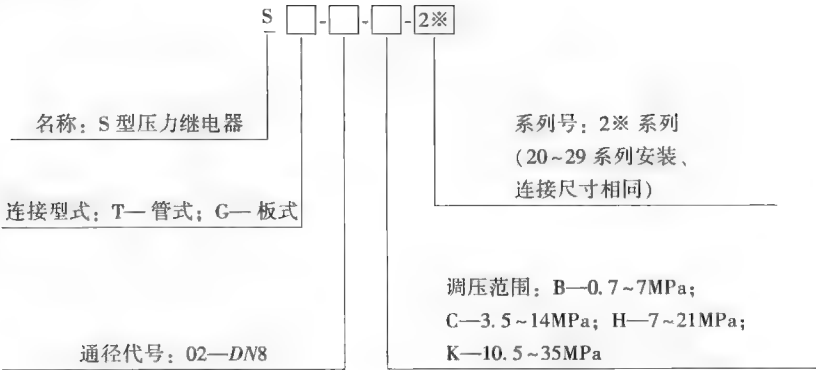 S □-□-□-2※
名称：S 型压力继电器
系列号：2※ 系列
(20~29 系列安装、
连接尺寸相同)
连接型式：T—管式；G—板式
调压范围：B—0.7~7MPa；
C—3.5~14MPa；H—7~21MPa；
K—10.5~35MPa
通径代号：02—DN8